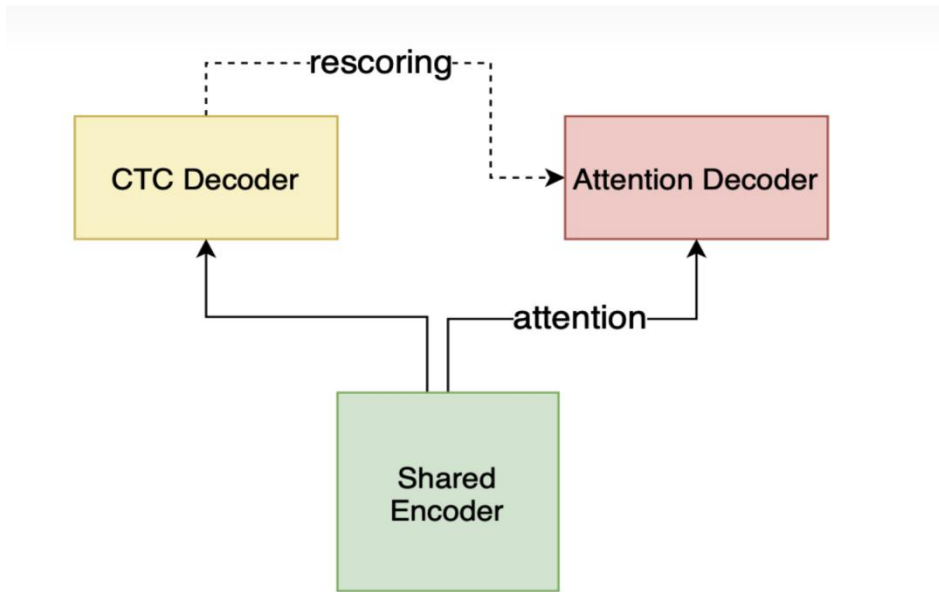 rescoring
CTC Decoder
Attention Decoder
attention
Shared
Encoder